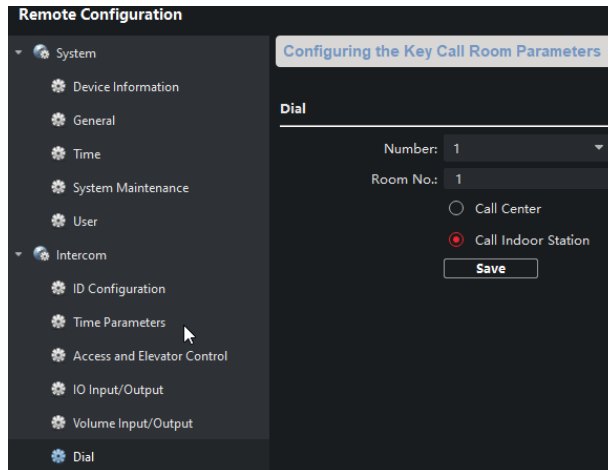 Remote Configuration
System
Device Information
General
Time
System Maintenance
User
Intercom
ID Configuration
Time Parameters
Access and Elevator Control
IO Input/Output
Volume Input/Output
Dial
Configuring the Key Call Room Parameters
Dial
Number: 1
Room No.: 1
Call Center
Call Indoor Station
Save